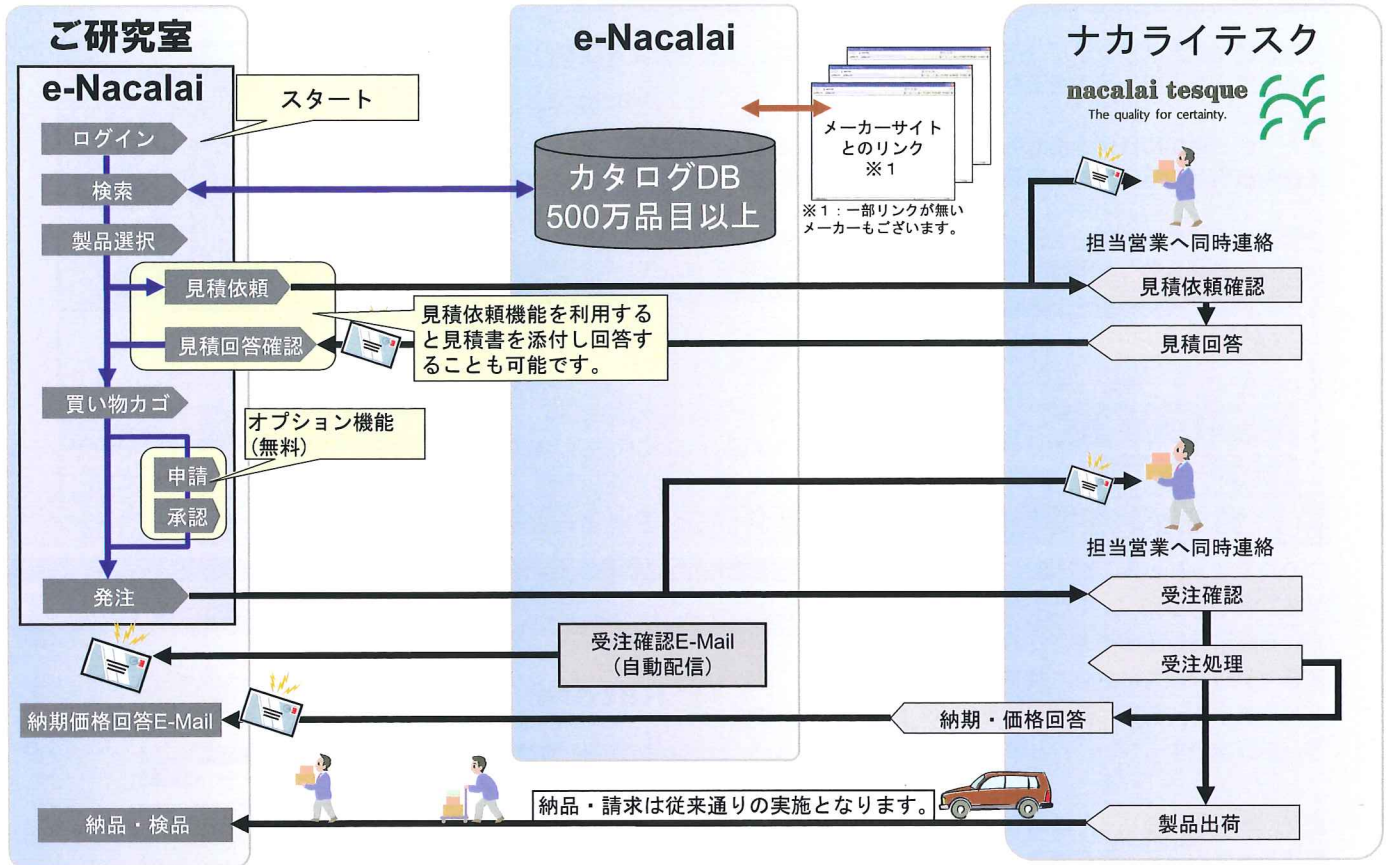 ご研究室
e-Nacalai
スタート
ログイン
検索
製品選択
見積依頼
見積回答確認
見積依頼機能を利用する
と見積書を添付し回答す
ることも可能です。
買い物カゴ
オプション機能
(無料)
申請
承認
発注
納期価格回答E-Mail
納品・検品
e-Nacalai
カタログDB
500万品目以上
メーカーサイト
とのリンク
※1
※1：一部リンクが無い
メーカーもございます。
受注確認E-Mail
（自動配信）
納品・請求は従来通りの実施となります。
ナカライテスク
nacalai tesque
The quality for certainty.
担当営業へ同時連絡
見積依頼確認
見積回答
担当営業へ同時連絡
受注確認
受注処理
納期・価格回答
製品出荷